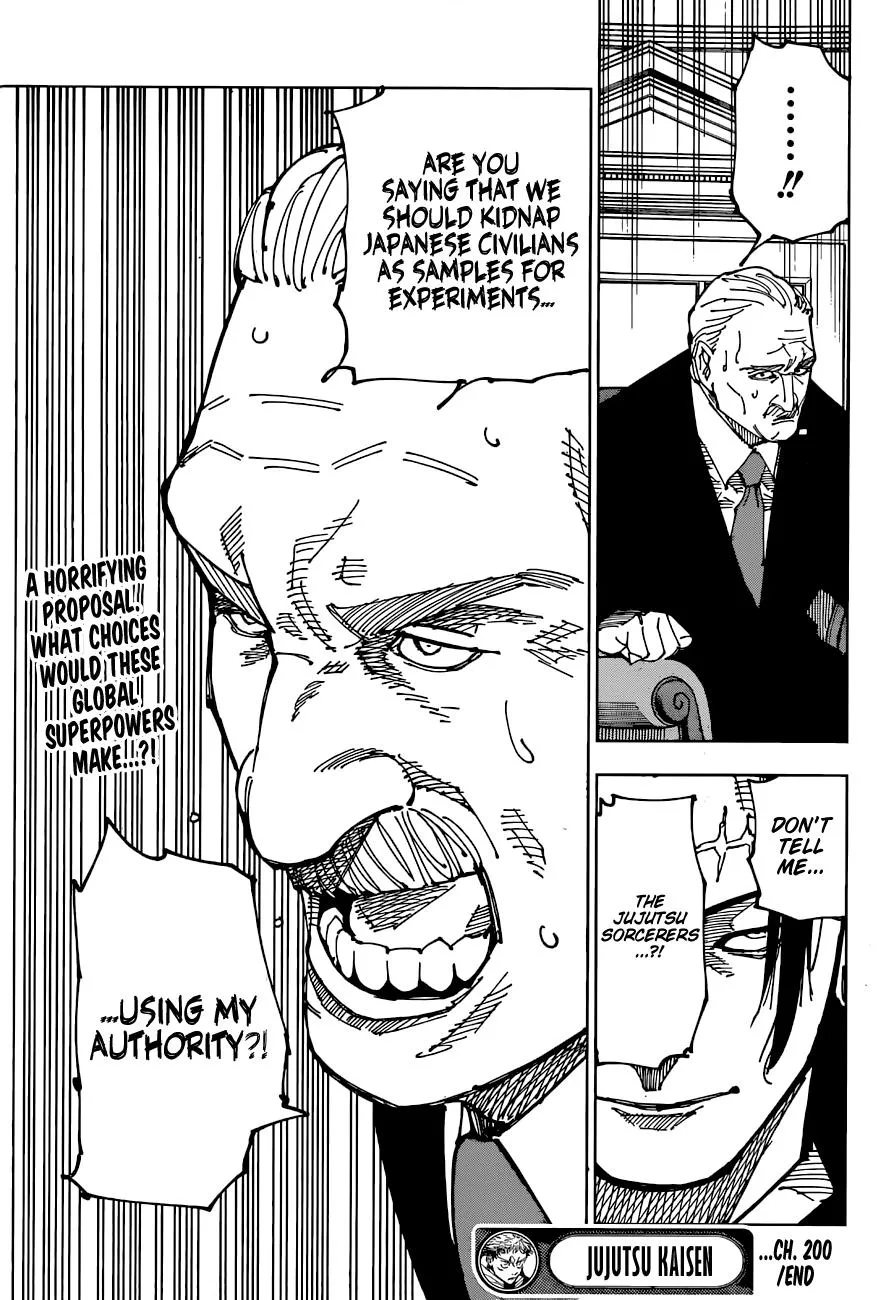 ......!!
DON'T
TELL
ME...
THE
JUJUTSU
SORCERERS
...?!
ARE YOU
SAYING THAT WE
SHOULD KIDNAP
JAPANESE CIVILIANS
AS SAMPLES FOR
EXPERIMENTS...
...USING MY
AUTHORITY?!
A HORRIFYING
PROPOSAL!
WHAT CHOICES
WOULD THESE
GLOBAL
SUPERPOWERS
MAKE...?!
JUJUTSU KAISEN
...CH. 200
/END